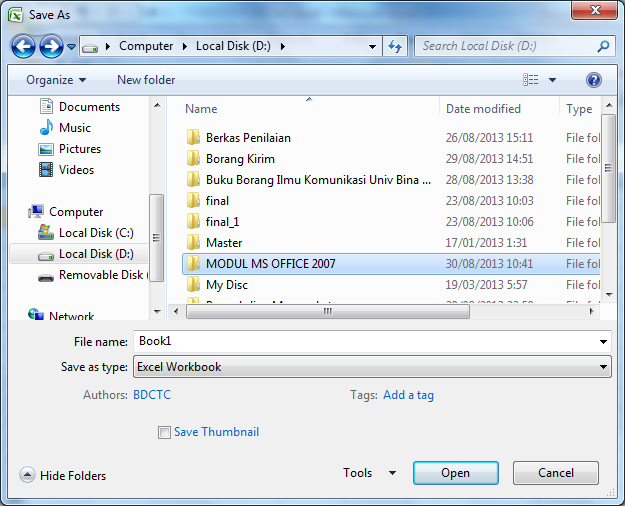 Save As
Computer Local Disk (D:)
Search Local Disk (D:)
Organize New folder
Name Date modified Type
Documents
Music
Pictures
Videos
Computer
Local Disk (C:)
Local Disk (D:)
Removable Disk (
Network
Berkas Penilaian 26/08/2013 15:11 File fol
Borang Kirim 29/08/2013 14:51 File fol
Buku Borang Ilmu Komunikasi Univ Bina ... 28/08/2013 13:38 File fol
final 23/08/2013 10:06 File fol
final_1 23/08/2013 10:06 File fol
Master 17/01/2013 1:31 File fol
MODUL MS OFFICE 2007 30/08/2013 10:41 File fol
My Disc 19/03/2013 5:57 File fol
File name: Book1
Save as type: Excel Workbook
Authors: BDCTC Tags: Add a tag
Save Thumbnail
Hide Folders Tools Open Cancel